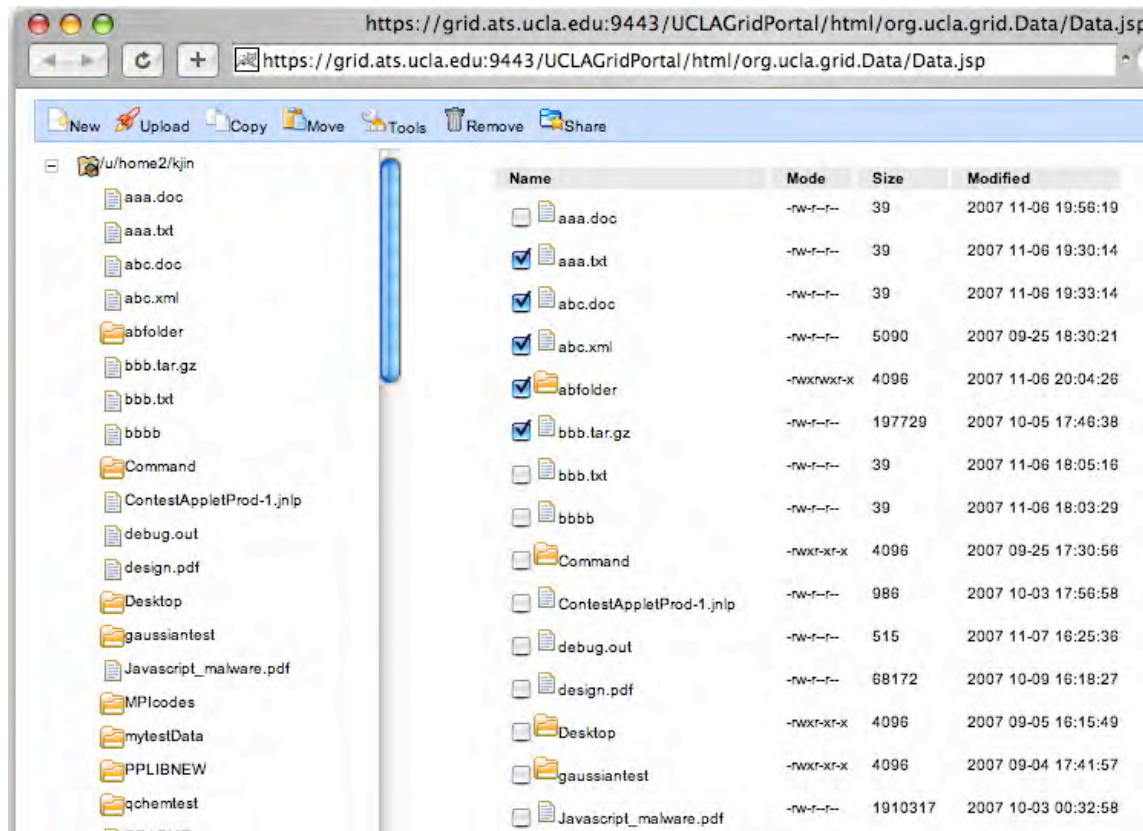 https://grid.ats.ucla.edu:9443/UCLAGridPortal/html/org.ucla.grid.Data/Data.jsp
https://grid.ats.ucla.edu:9443/UCLAGridPortal/html/org.ucla.grid.Data/Data.jsp
New Upload Copy Move Tools Remove Share
/u/home2/kjin
aaa.doc
aaa.txt
abc.doc
abc.xml
abfolder
bbb.tar.gz
bbb.txt
bbbb
Command
ContestAppletProd-1.jnlp
debug.out
design.pdf
Desktop
gaussiantest
Javascript_malware.pdf
MPIcodes
mytestData
PPLIBNEW
qchemtest
Name Mode Size Modified
aaa.doc -rw-r--r-- 39 2007 11-06 19:56:19
aaa.txt -rw-r--r-- 39 2007 11-06 19:30:14
abc.doc -rw-r--r-- 39 2007 11-06 19:33:14
abc.xml -rw-r--r-- 5090 2007 09-25 18:30:21
abfolder -rwxrwxr-x 4096 2007 11-06 20:04:26
bbb.tar.gz -rw-r--r-- 197729 2007 10-05 17:46:38
bbb.txt -rw-r--r-- 39 2007 11-06 18:05:16
bbbb -rw-r--r-- 39 2007 11-06 18:03:29
Command -rwxr-xr-x 4096 2007 09-25 17:30:56
ContestAppletProd-1.jnlp -rw-r--r-- 986 2007 10-03 17:56:58
debug.out -rw-r--r-- 515 2007 11-07 16:25:36
design.pdf -rw-r--r-- 68172 2007 10-09 16:18:27
Desktop -rwxr-xr-x 4096 2007 09-05 16:15:49
gaussiantest -rwxr-xr-x 4096 2007 09-04 17:41:57
Javascript_malware.pdf -rw-r--r-- 1910317 2007 10-03 00:32:58